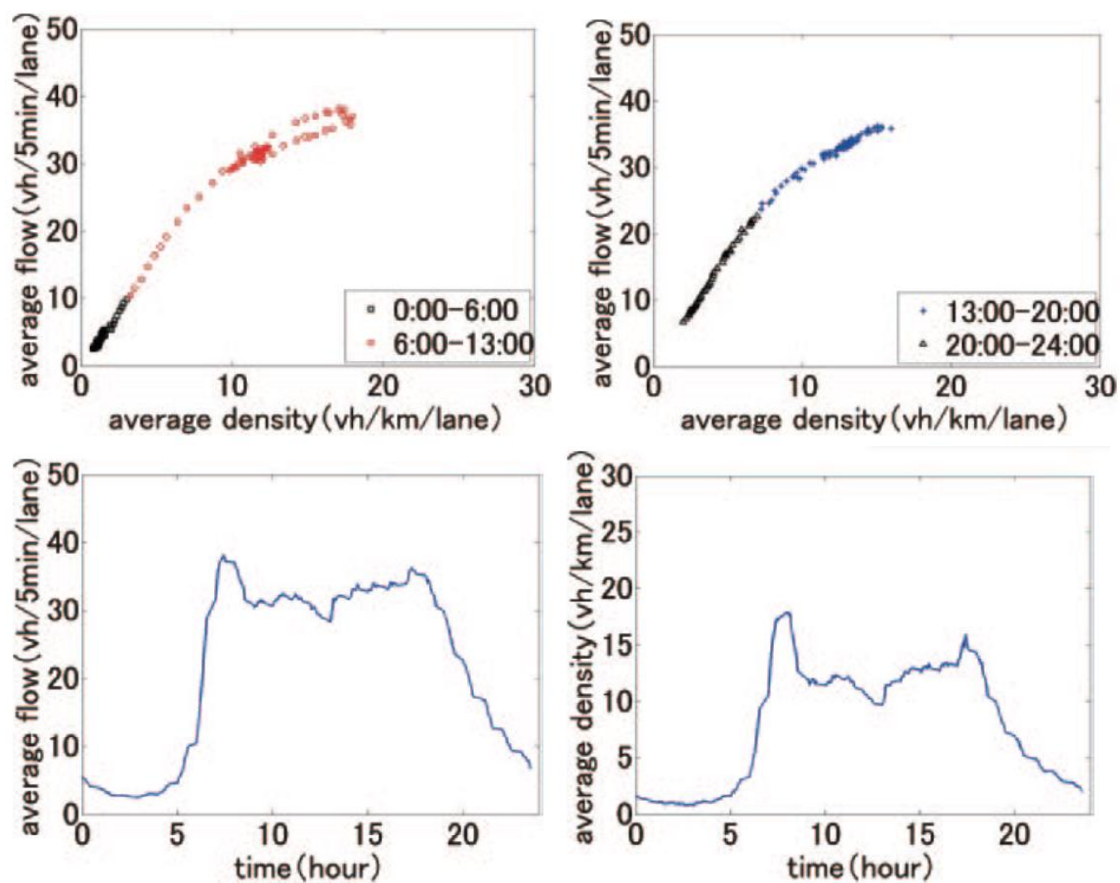 average flow(vh/5min/lane)
50
40
30
20
10
0
0:00-6:00
6:00-13:00
0 10 20 30
average density(vh/km/lane)
average flow(vh/5min/lane)
50
40
30
20
10
0
13:00-20:00
20:00-24:00
0 10 20 30
average density(vh/km/lane)
average flow(vh/5min/lane)
50
40
30
20
10
0
0 5 10 15 20
time(hour)
average density(vh/km/lane)
30
25
20
15
10
5
0
0 5 10 15 20
time(hour)